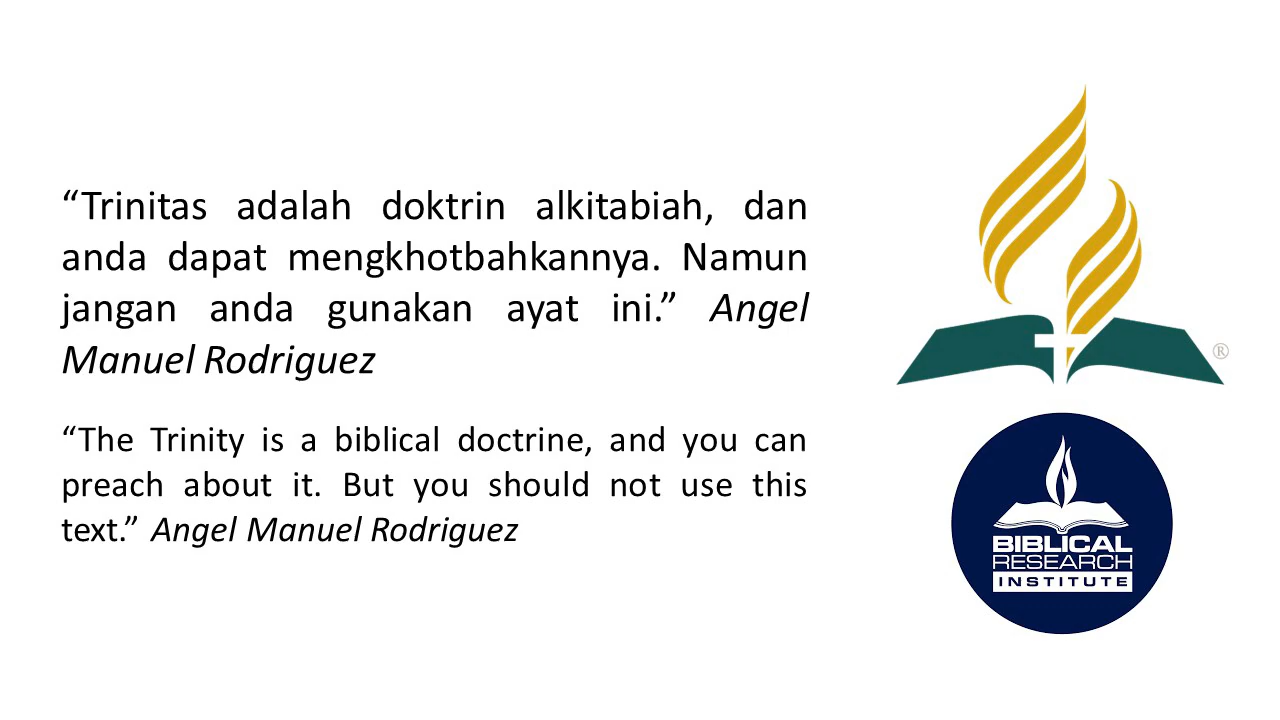 “Trinitas adalah doktrin alkitabiah, dan
anda dapat mengkhotbahkannya. Namun
jangan anda gunakan ayat ini.” Angel
Manuel Rodriguez
“The Trinity is a biblical doctrine, and you can
preach about it. But you should not use this
text.” Angel Manuel Rodriguez
®
BIBLICAL
RESEARCH
INSTITUTE